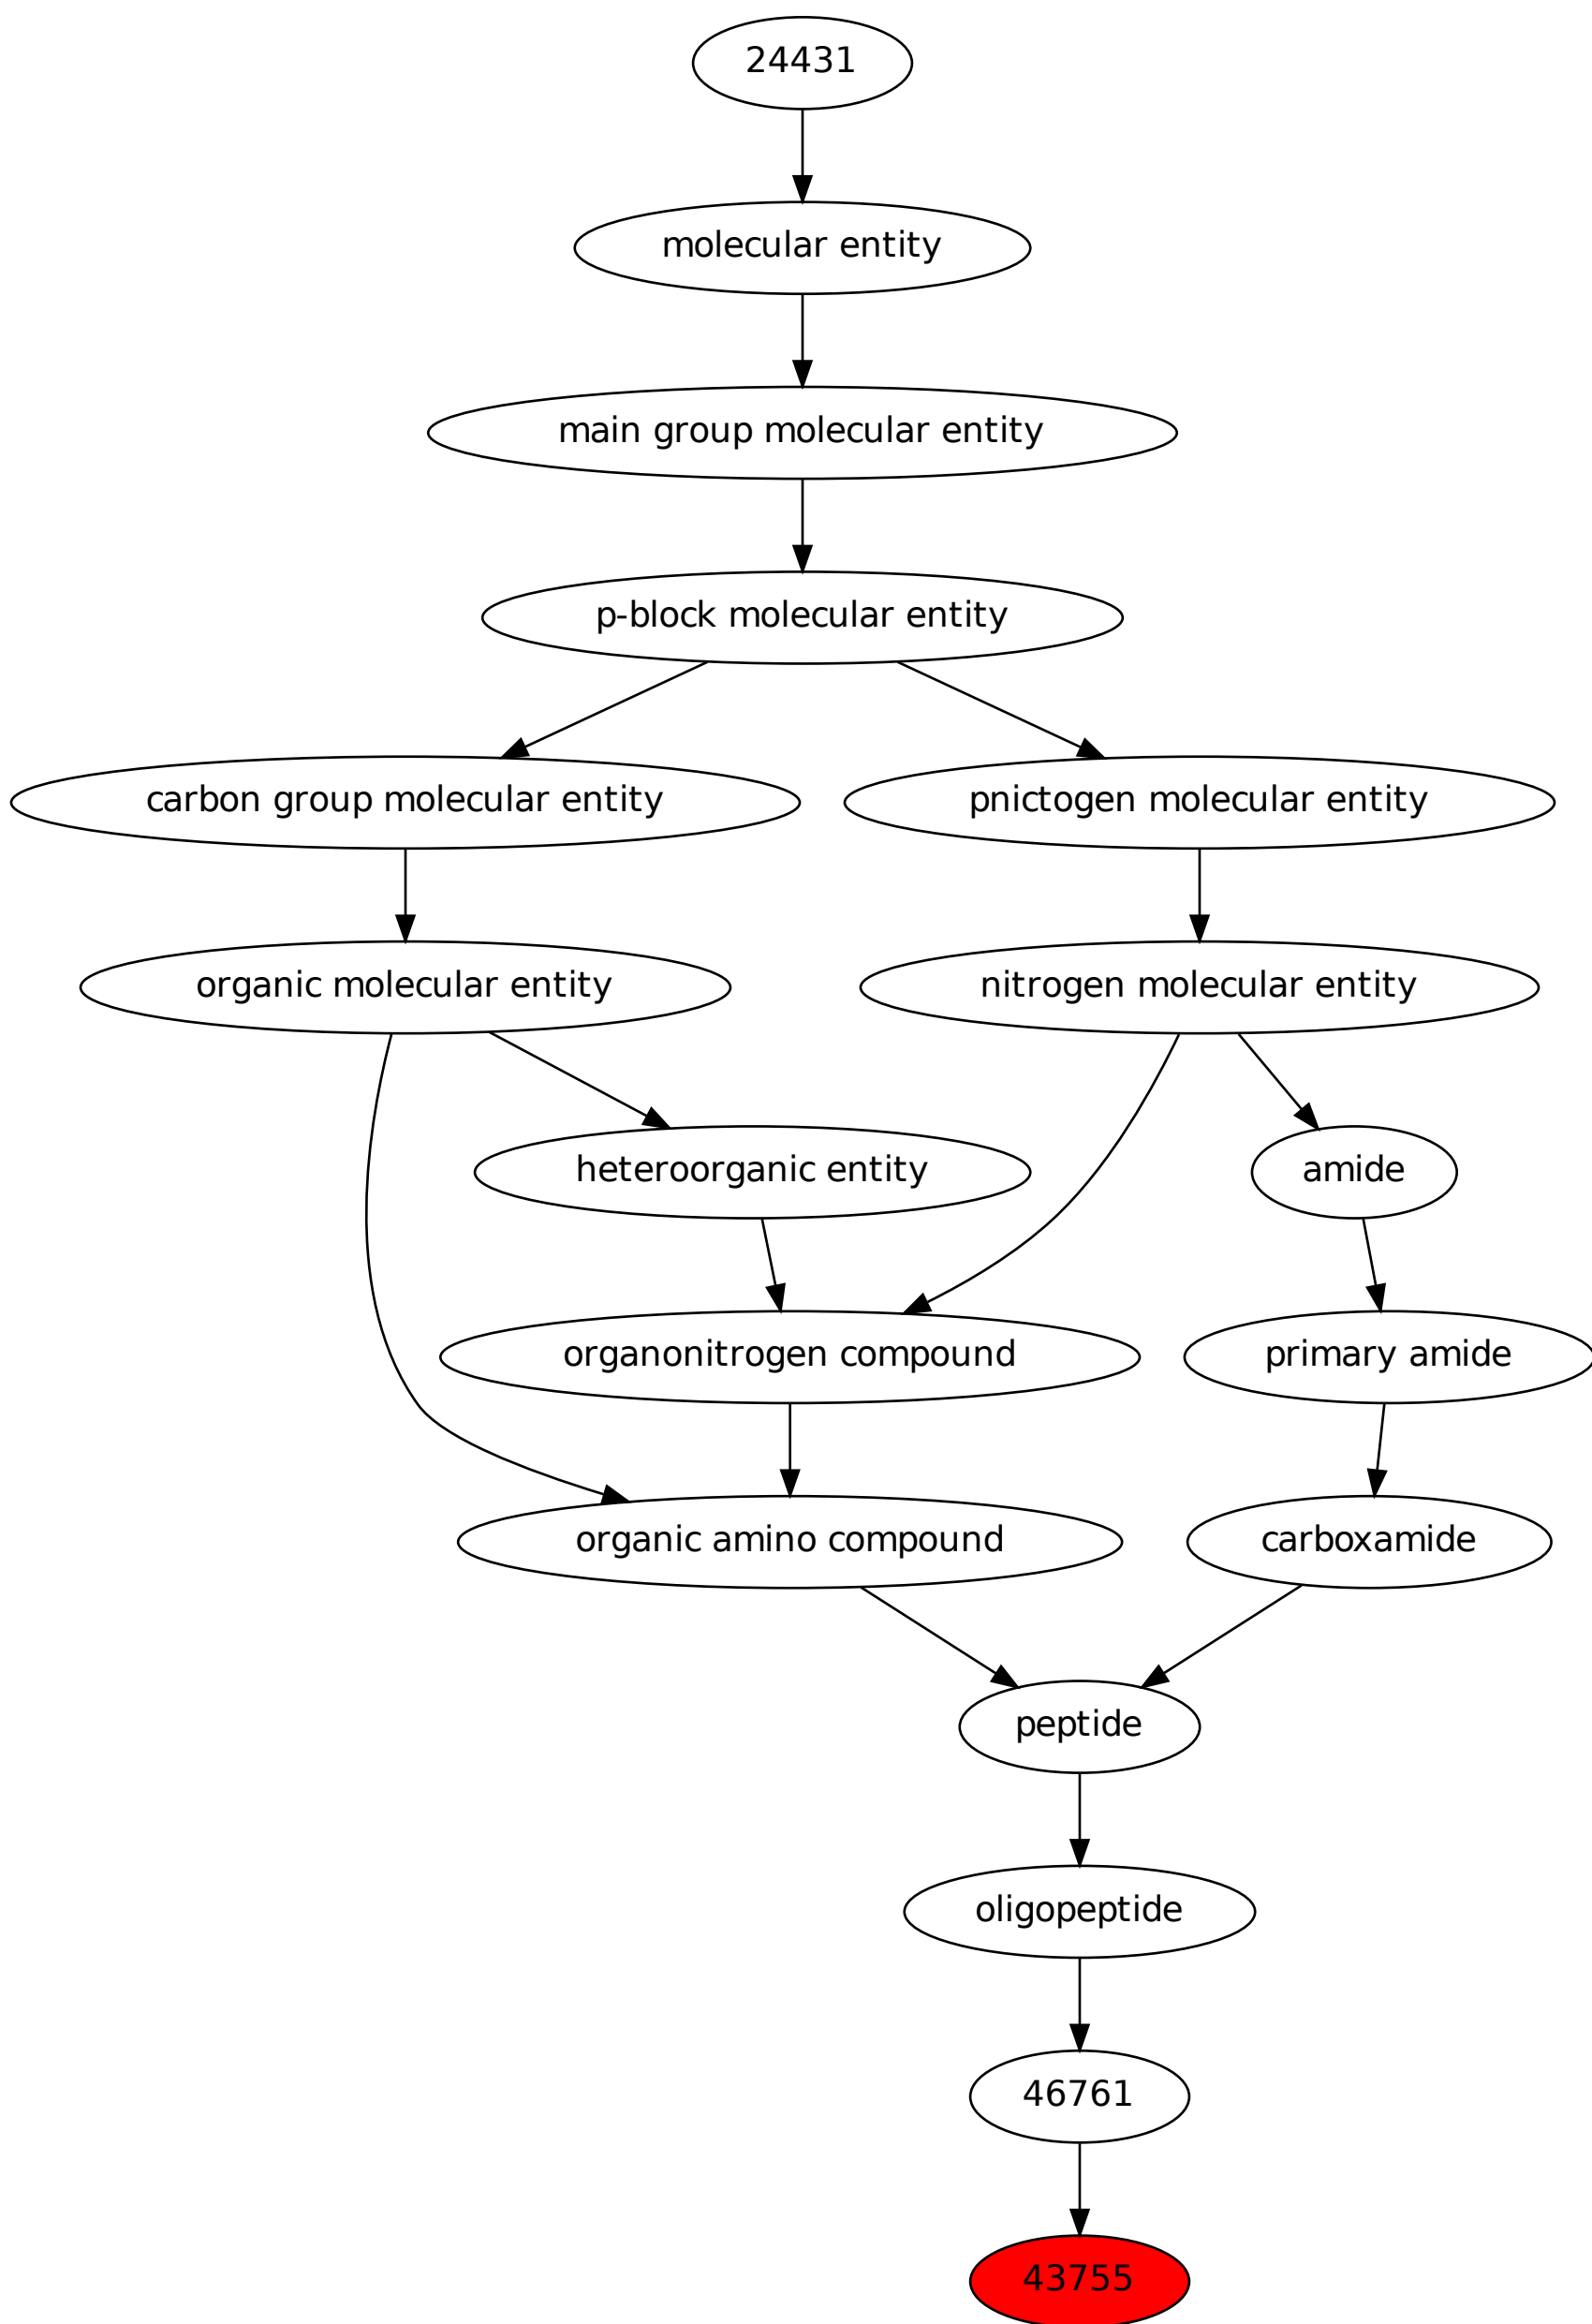 24431
molecular entity
main group molecular entity
p-block molecular entity
carbon group molecular entity
pnictogen molecular entity
organic molecular entity
nitrogen molecular entity
heteroorganic entity
amide
organonitrogen compound
primary amide
organic amino compound
carboxamide
peptide
oligopeptide
46761
43755